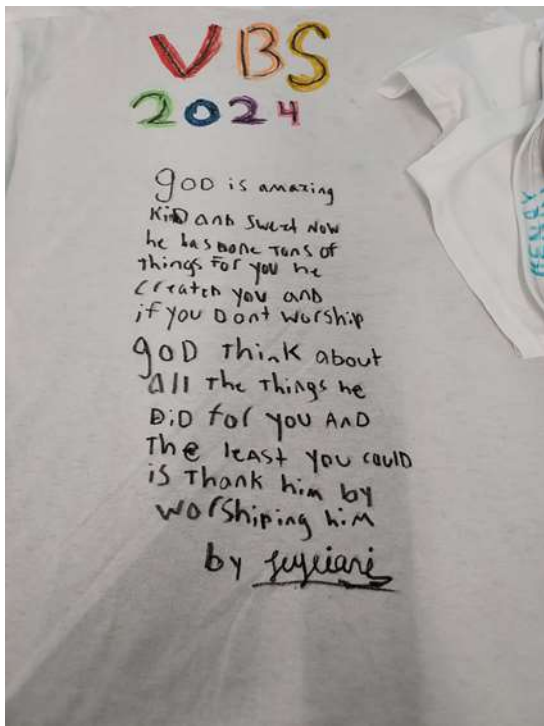 VBS
2024
goD is amazing
KiD anD Sweet Now
he has Done Tons of
things For you he
createD you anD
if you Dont worship
goD Think about
all The Things he
DiD for you AnD
The least you could
is Thank him by
worShiping him
by
HENRY